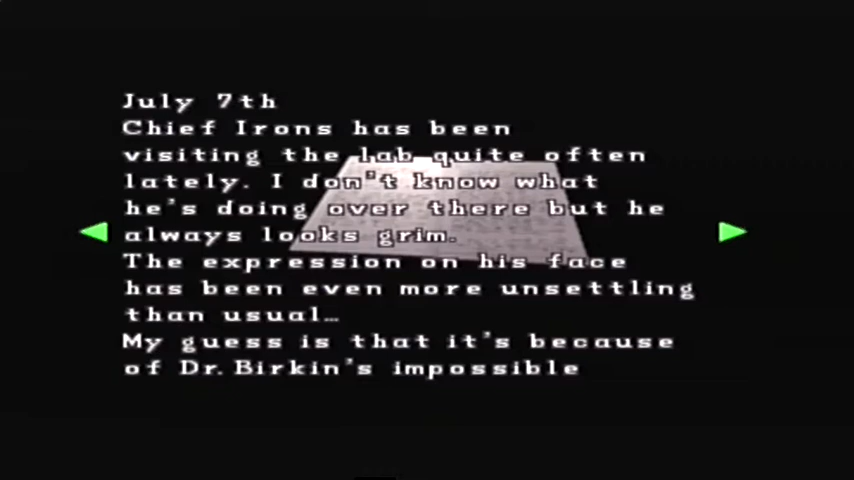 July 7th
Chief Irons has been
visiting the lab quite often
lately. I don't know what
he's doing over there but he
always looks grim.
The expression on his face
has been even more unsettling
than usual…
My guess is that it's because
of Dr.Birkin's impossible